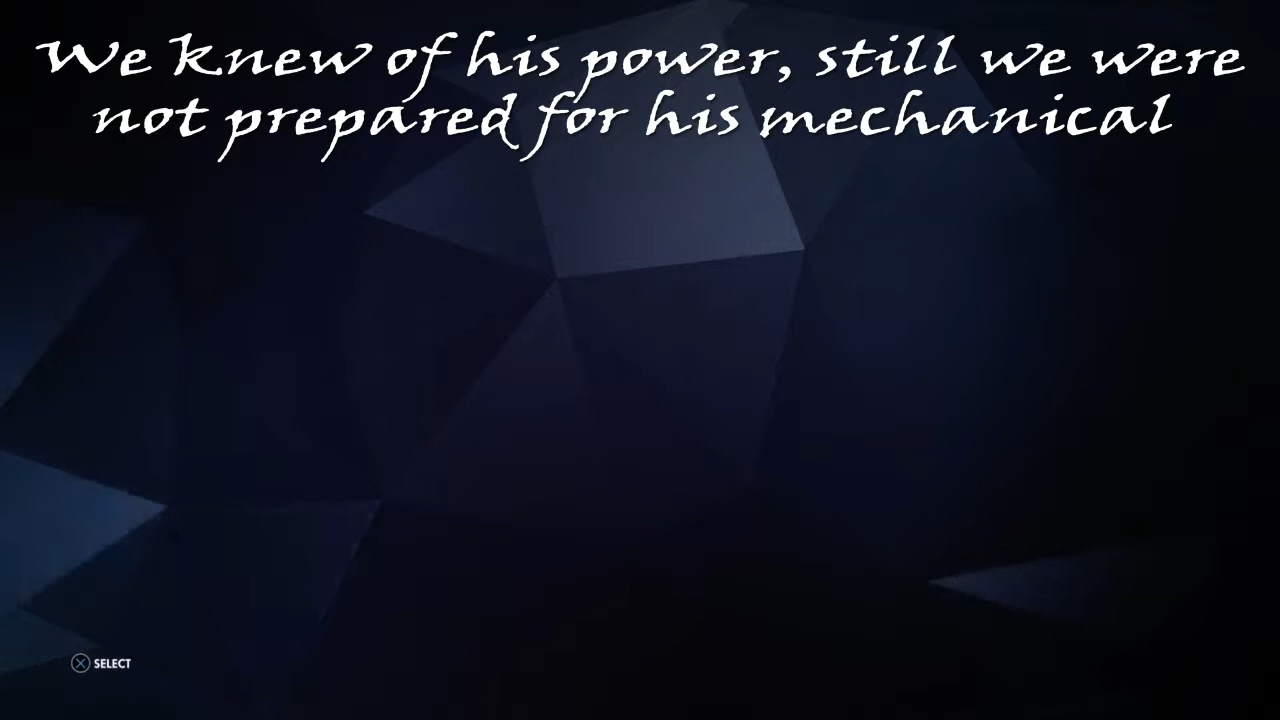 We knew of his power, still we were
not prepared for his mechanical
SELECT